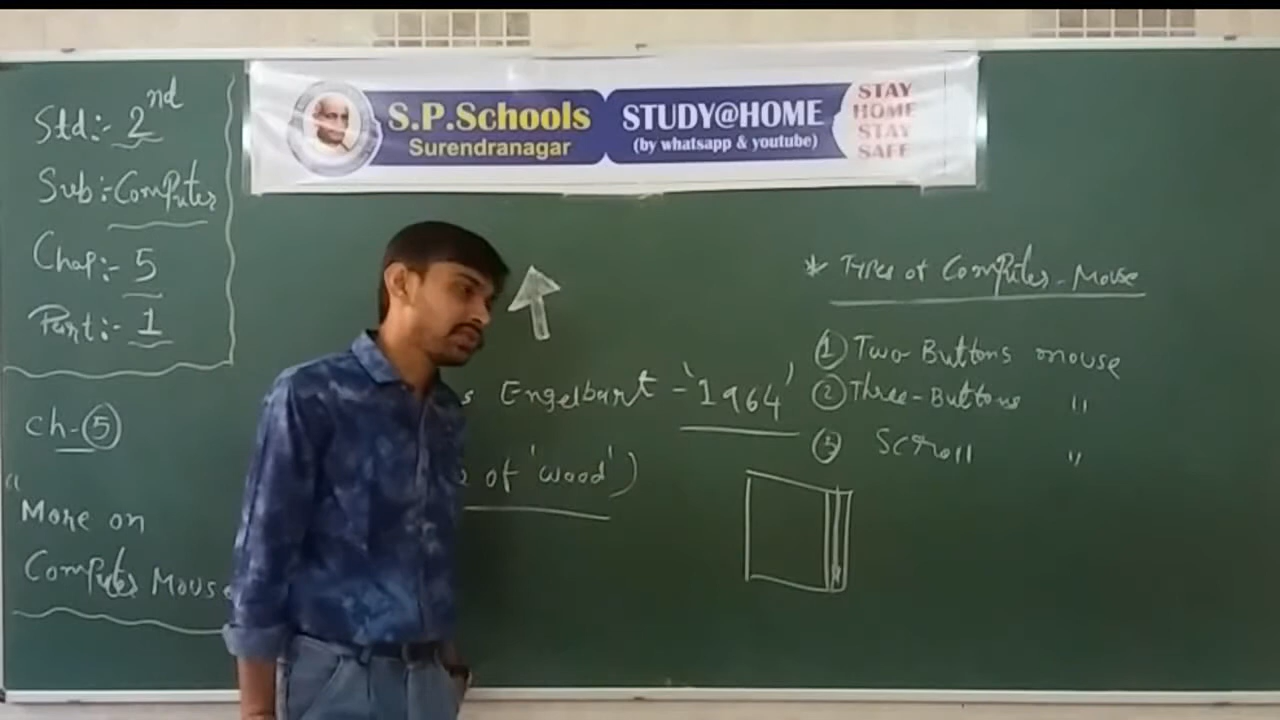 Std:- 2nd
Sub:- Computer
Chap:- 5
Part:- 1
ch-5
"More on
Computer Mouse
S.P.Schools
Surendranagar
STUDY@HOME
(by whatsapp & youtube)
STAY
HOME
STAY
SAFE
s Engelbart - '1964'
of 'wood')
* Types of Computer-Mouse
1 Two Buttons mouse
2 Three-Buttons "
3 Scroll "